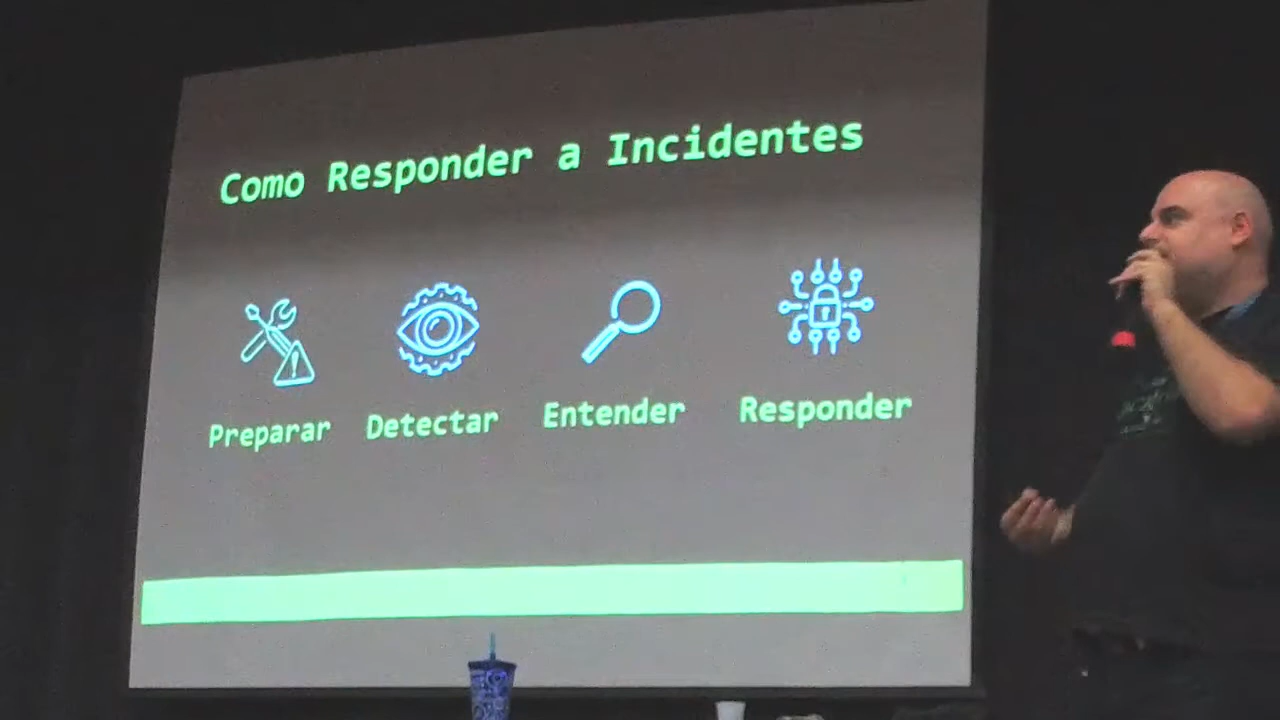 Como Responder a Incidentes
Preparar Detectar Entender Responder